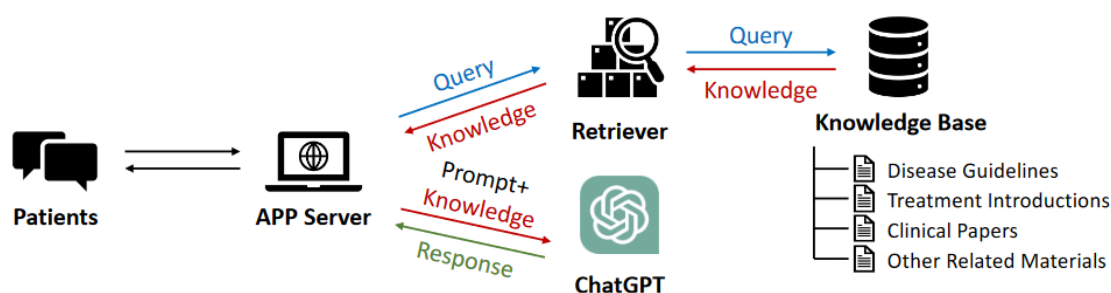 Patients
APP Server
Query
Knowledge
Prompt+
Knowledge
Response
Retriever
ChatGPT
Query
Knowledge
Knowledge Base
Disease Guidelines
Treatment Introductions
Clinical Papers
Other Related Materials